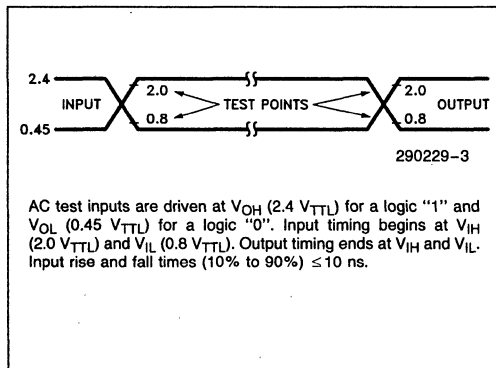 2.4
2.0 2.0
INPUT TEST POINTS OUTPUT
0.8 0.8
0.45
290229-3
AC test inputs are driven at VOH (2.4 VTTL) for a logic "1" and
VOL (0.45 VTTL) for a logic "0". Input timing begins at VIH
(2.0 VTTL) and VIL (0.8 VTTL). Output timing ends at VIH and VIL.
Input rise and fall times (10% to 90%) ≤10 ns.